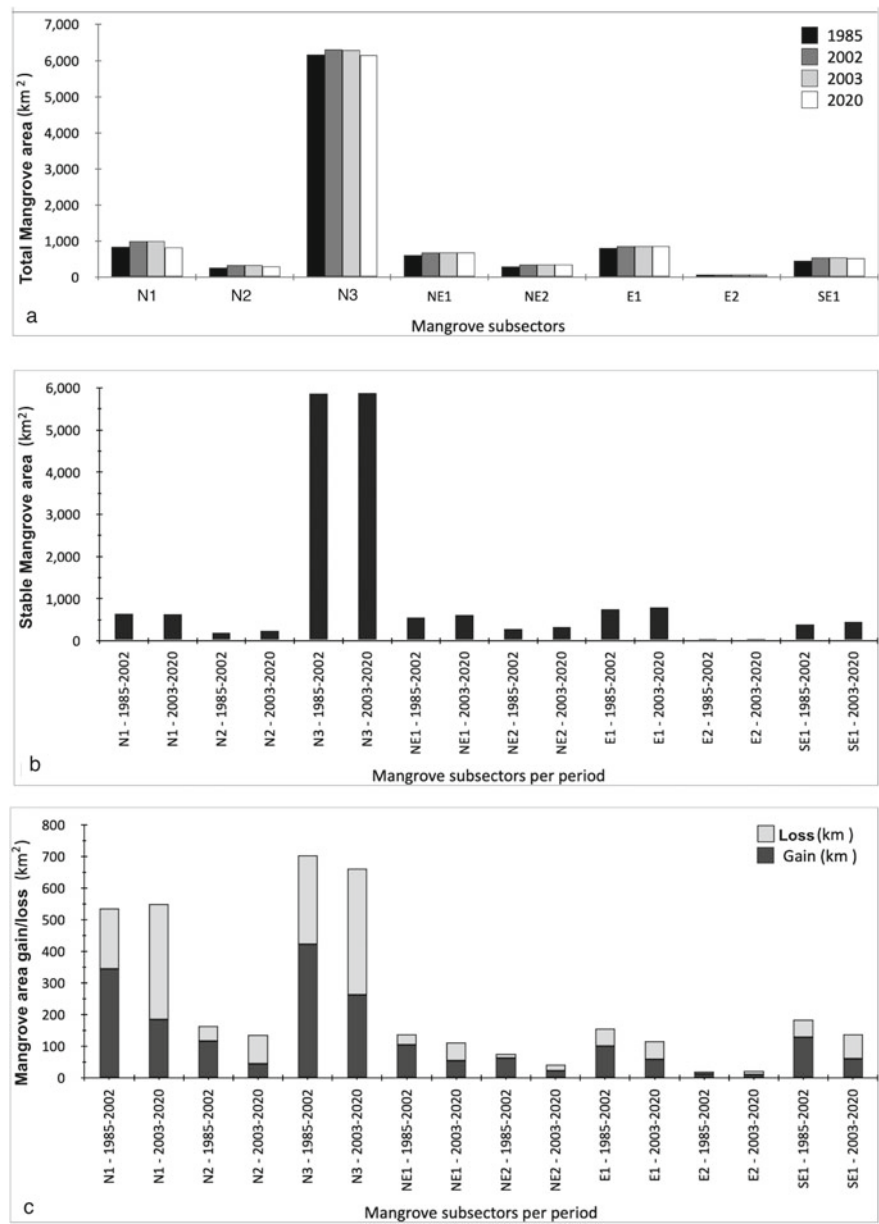 7,000
6,000
5,000
4,000
3,000
2,000
1,000
0
Total Mangrove area (km²)
1985
2002
2003
2020
N1 N2 N3 NE1 NE2 E1 E2 SE1
Mangrove subsectors
a
6,000
5,000
4,000
3,000
2,000
1,000
0
Stable Mangrove area (km²)
N1 - 1985-2002
N1 - 2003-2020
N2 - 1985-2002
N2 - 2003-2020
N3 - 1985-2002
N3 - 2003-2020
NE1 - 1985-2002
NE1 - 2003-2020
NE2 - 1985-2002
NE2 - 2003-2020
E1 - 1985-2002
E1 - 2003-2020
E2 - 1985-2002
E2 - 2003-2020
SE1 - 1985-2002
SE1 - 2003-2020
Mangrove subsectors per period
b
800
700
600
500
400
300
200
100
0
Mangrove area gain/loss (km²)
Loss (km )
Gain (km )
N1 - 1985-2002
N1 - 2003-2020
N2 - 1985-2002
N2 - 2003-2020
N3 - 1985-2002
N3 - 2003-2020
NE1 - 1985-2002
NE1 - 2003-2020
NE2 - 1985-2002
NE2 - 2003-2020
E1 - 1985-2002
E1 - 2003-2020
E2 - 1985-2002
E2 - 2003-2020
SE1 - 1985-2002
SE1 - 2003-2020
Mangrove subsectors per period
c